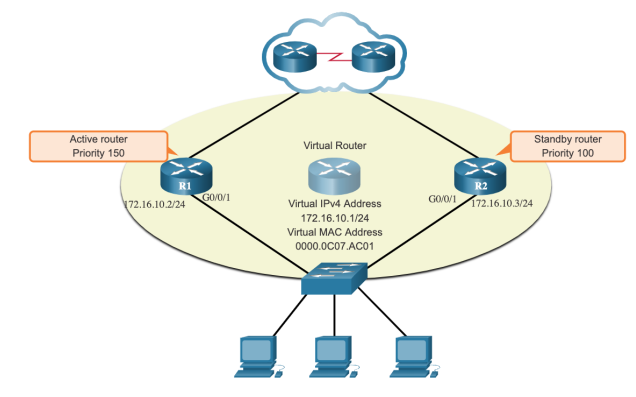 Active router
Priority 150
Virtual Router
Standby router
Priority 100
R1
G0/0/1
172.16.10.2/24
Virtual IPv4 Address
172.16.10.1/24
Virtual MAC Address
0000.0C07.AC01
R2
G0/0/1
172.16.10.3/24